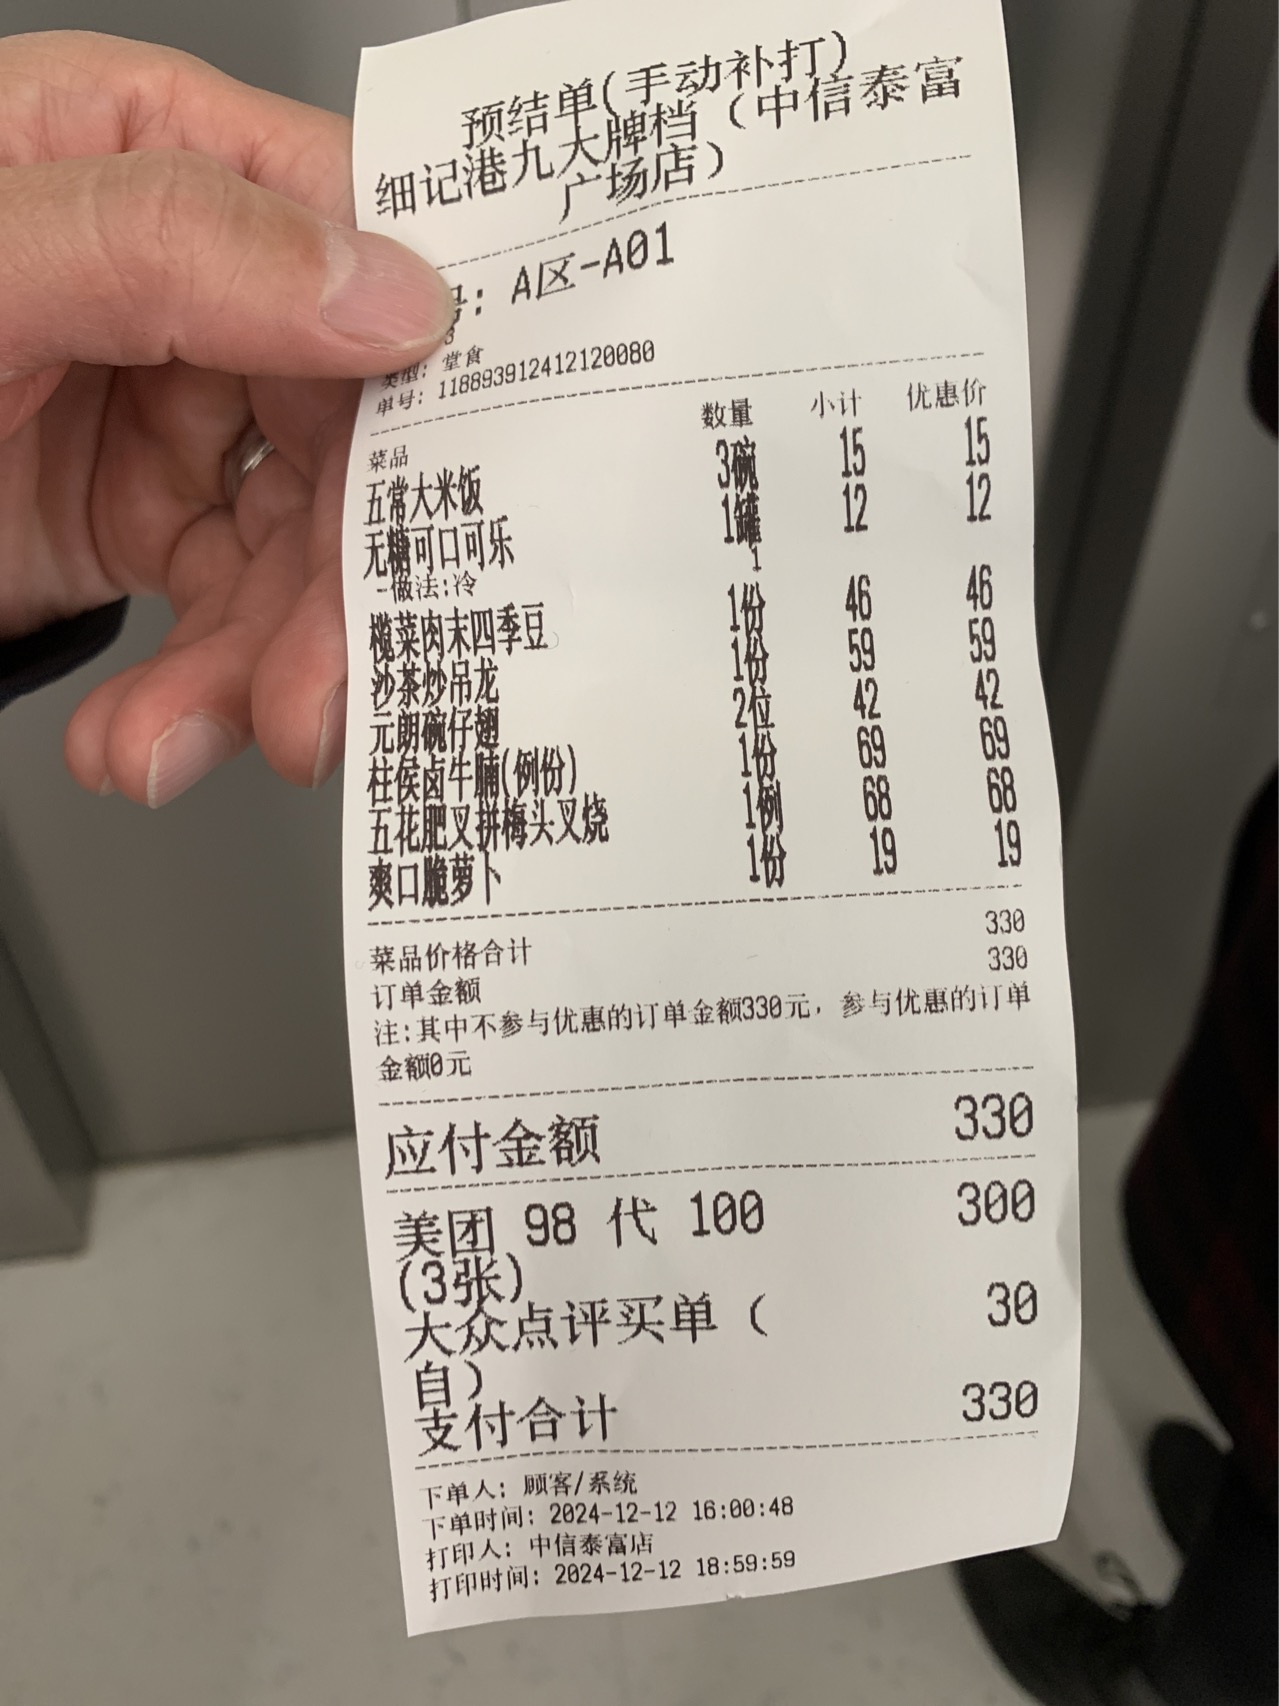 预结单(手动补打)
细记港九大牌档（中信泰富
广场店）
号: A区-A01
3
类型: 堂食
单号: 118893912412120080
菜品 数量 小计 优惠价
五常大米饭 3碗 15 15
无糖可口可乐 1罐 12 12
-做法:冷 1
榄菜肉末四季豆 1份 46 46
沙茶炒吊龙 1份 59 59
元朗碗仔翅 2位 42 42
柱侯卤牛腩(例份) 1份 69 69
五花肥叉拼梅头叉烧 1例 68 68
爽口脆萝卜 1份 19 19
菜品价格合计 330
订单金额 330
注:其中不参与优惠的订单金额330元，参与优惠的订单
金额0元
应付金额 330
美团 98 代 100 300
(3张)
大众点评买单（ 30
自）
支付合计 330
下单人: 顾客/系统
下单时间: 2024-12-12 16:00:48
打印人: 中信泰富店
打印时间: 2024-12-12 18:59:59